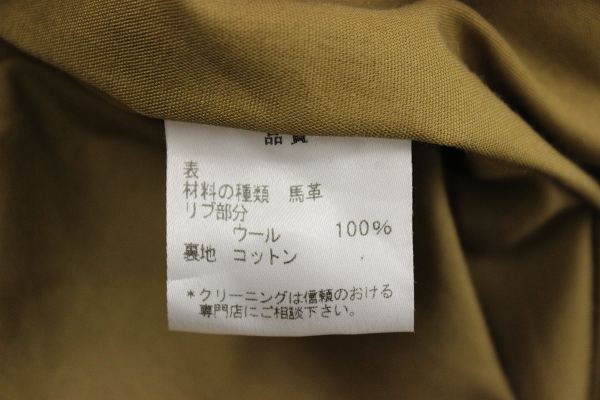 品質
表
材料の種類 馬革
リブ部分
ウール 100%
裏地 コットン
*クリーニングは信頼のおける
専門店にご相談下さい。